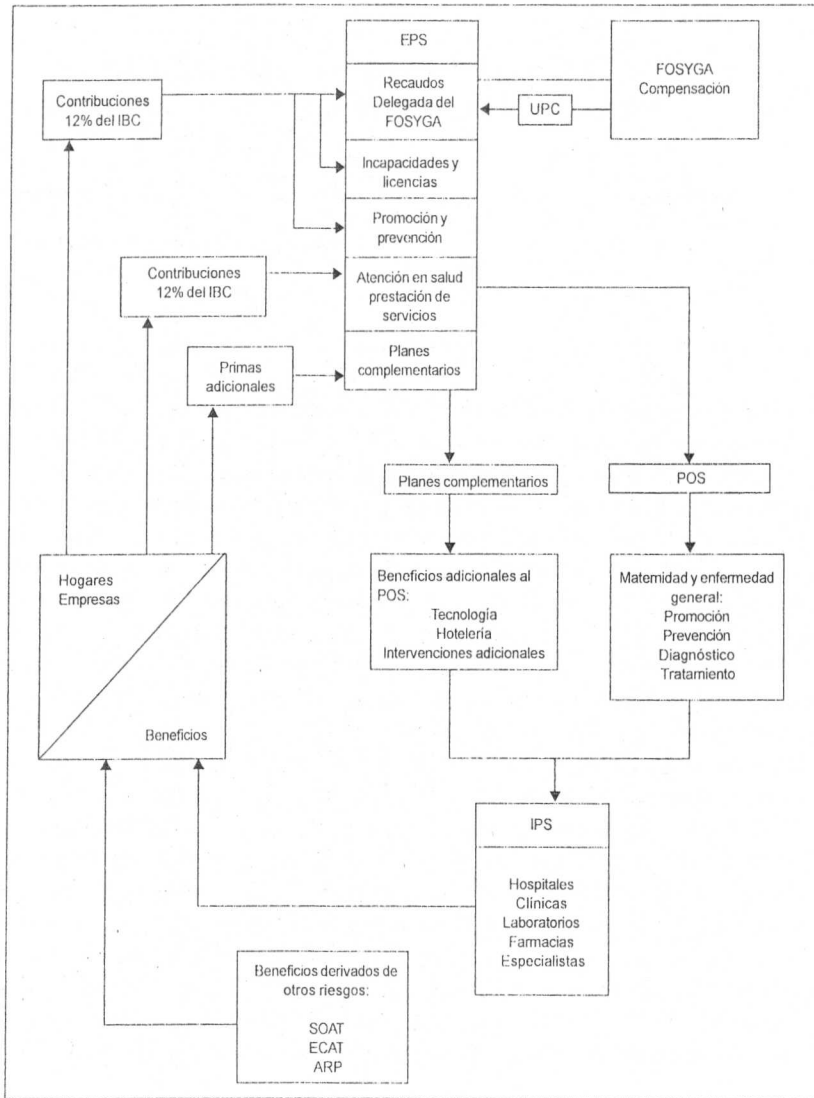 EPS
Recaudos
Delegada del
FOSYGA
Incapacidades y
licencias
Promoción y
prevención
Atención en salud
prestación de
servicios
Planes
complementarios
FOSYGA
Compensación
UPC
Contribuciones
12% del IBC
Contribuciones
12% del IBC
Primas
adicionales
Planes complementarios
POS
Hogares
Empresas
Beneficios
Beneficios adicionales al
POS:
Tecnología
Hotelería
Intervenciones adicionales
Maternidad y enfermedad
general:
Promoción
Prevención
Diagnóstico
Tratamiento
IPS
Hospitales
Clínicas
Laboratorios
Farmacias
Especialistas
Beneficios derivados de
otros riesgos:
SOAT
ECAT
ARP